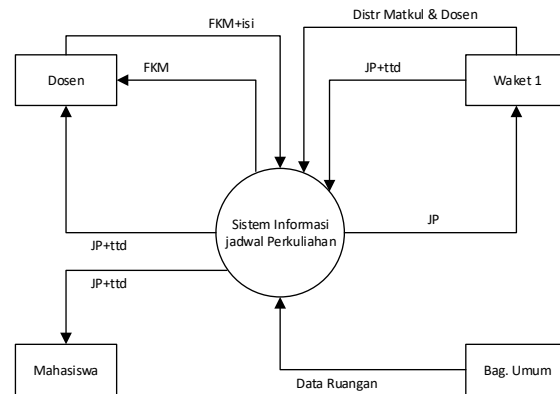 Distr Matkul & Dosen
FKM+isi
FKM
JP+ttd
Dosen
Waket 1
Sistem Informasi
jadwal Perkuliahan
JP
JP+ttd
JP+ttd
Mahasiswa
Bag. Umum
Data Ruangan